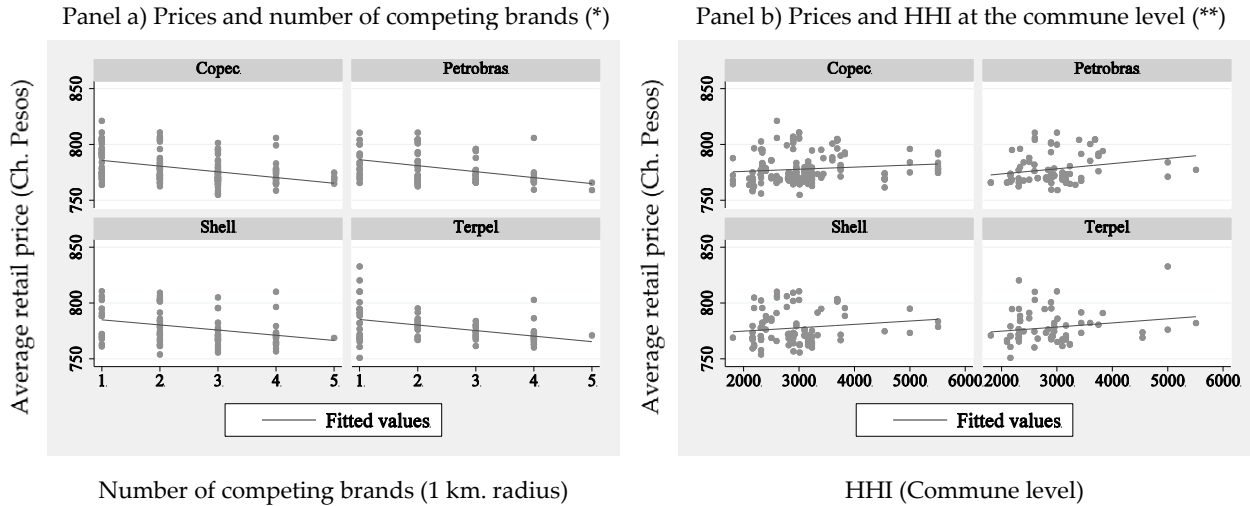 Panel a) Prices and number of competing brands (*)
Average retail price (Ch. Pesos)
Copec
Petrobras
850
800
750
Shell
Terpel
850
800
750
1 2 3 4 5 1 2 3 4 5
Fitted values
Number of competing brands (1 km. radius)
Panel b) Prices and HHI at the commune level (**)
Average retail price (Ch. Pesos)
Copec
Petrobras
850
800
750
Shell
Terpel
850
800
750
2000 3000 4000 5000 6000 2000 3000 4000 5000 6000
Fitted values
HHI (Commune level)